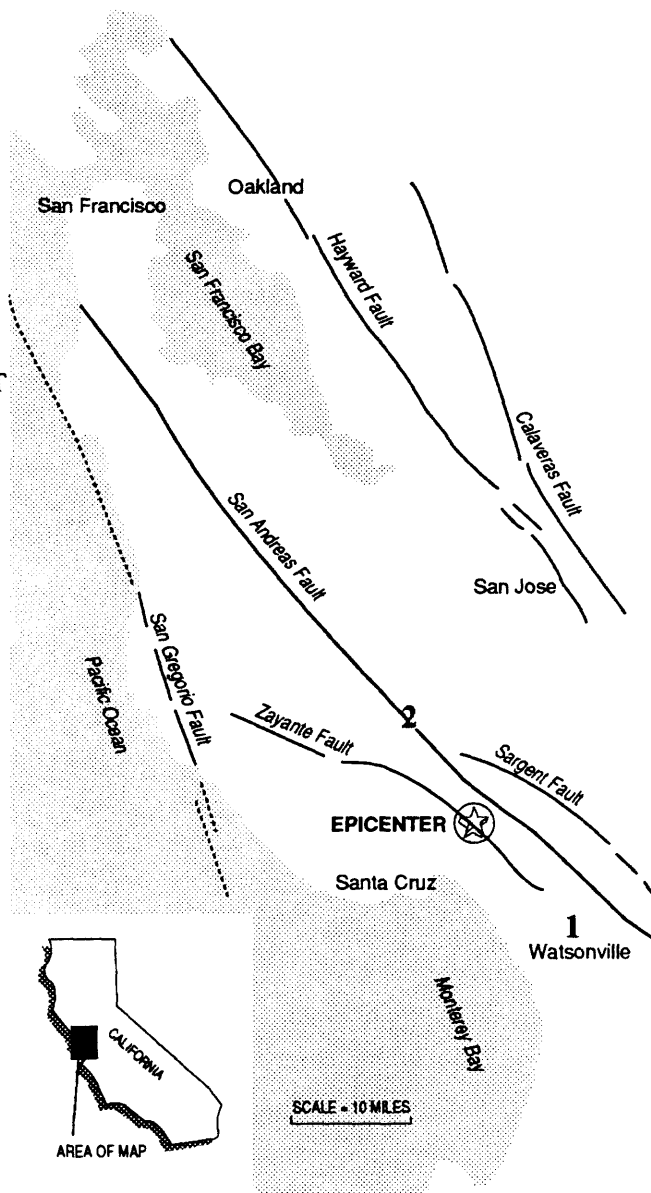 Oakland
San Francisco
Hayward Fault
San Francisco Bay
Calaveras Fault
San Andreas Fault
San Jose
San Gregorio Fault
Pacific Ocean
2
Zayante Fault
Sargent Fault
EPICENTER
Santa Cruz
1
Watsonville
Monterey Bay
CALIFORNIA
SCALE = 10 MILES
AREA OF MAP